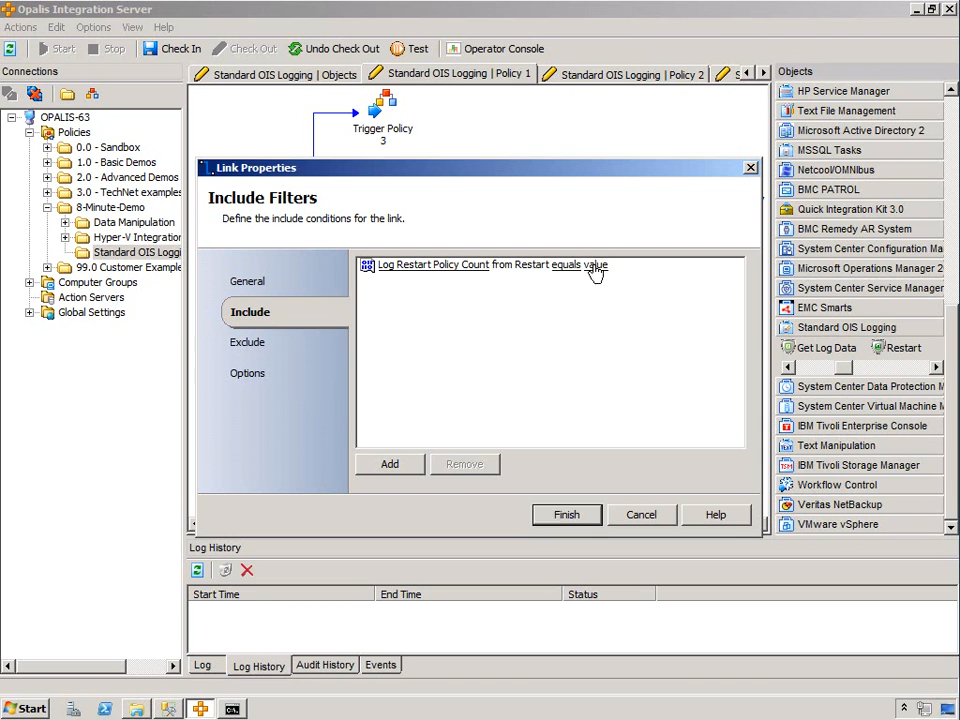 Opalis Integration Server
Actions Edit Options View Help
Start Stop Check In Check Out Undo Check Out Test Operator Console
Connections
OPALIS-63
Policies
0.0 - Sandbox
1.0 - Basic Demos
2.0 - Advanced Demos
3.0 - TechNet examples
8-Minute-Demo
Data Manipulation
Hyper-V Integration
Standard OIS Loggi
99.0 Customer Example
Computer Groups
Action Servers
Global Settings
Standard OIS Logging | Objects
Standard OIS Logging | Policy 1
Standard OIS Logging | Policy 2
S
Trigger Policy
3
Link Properties
Include Filters
Define the include conditions for the link.
General
Include
Exclude
Options
Log Restart Policy Count from Restart equals value
Add Remove
Finish Cancel Help
Log History
Start Time End Time Status
Log Log History Audit History Events
Objects
HP Service Manager
Text File Management
Microsoft Active Directory 2
MSSQL Tasks
Netcool/OMNIbus
BMC PATROL
Quick Integration Kit 3.0
BMC Remedy AR System
System Center Configuration Ma
Microsoft Operations Manager 2
System Center Service Manager
EMC Smarts
Standard OIS Logging
Get Log Data Restart
System Center Data Protection M
System Center Virtual Machine M
IBM Tivoli Enterprise Console
Text Manipulation
IBM Tivoli Storage Manager
Workflow Control
Veritas NetBackup
VMware vSphere
Start